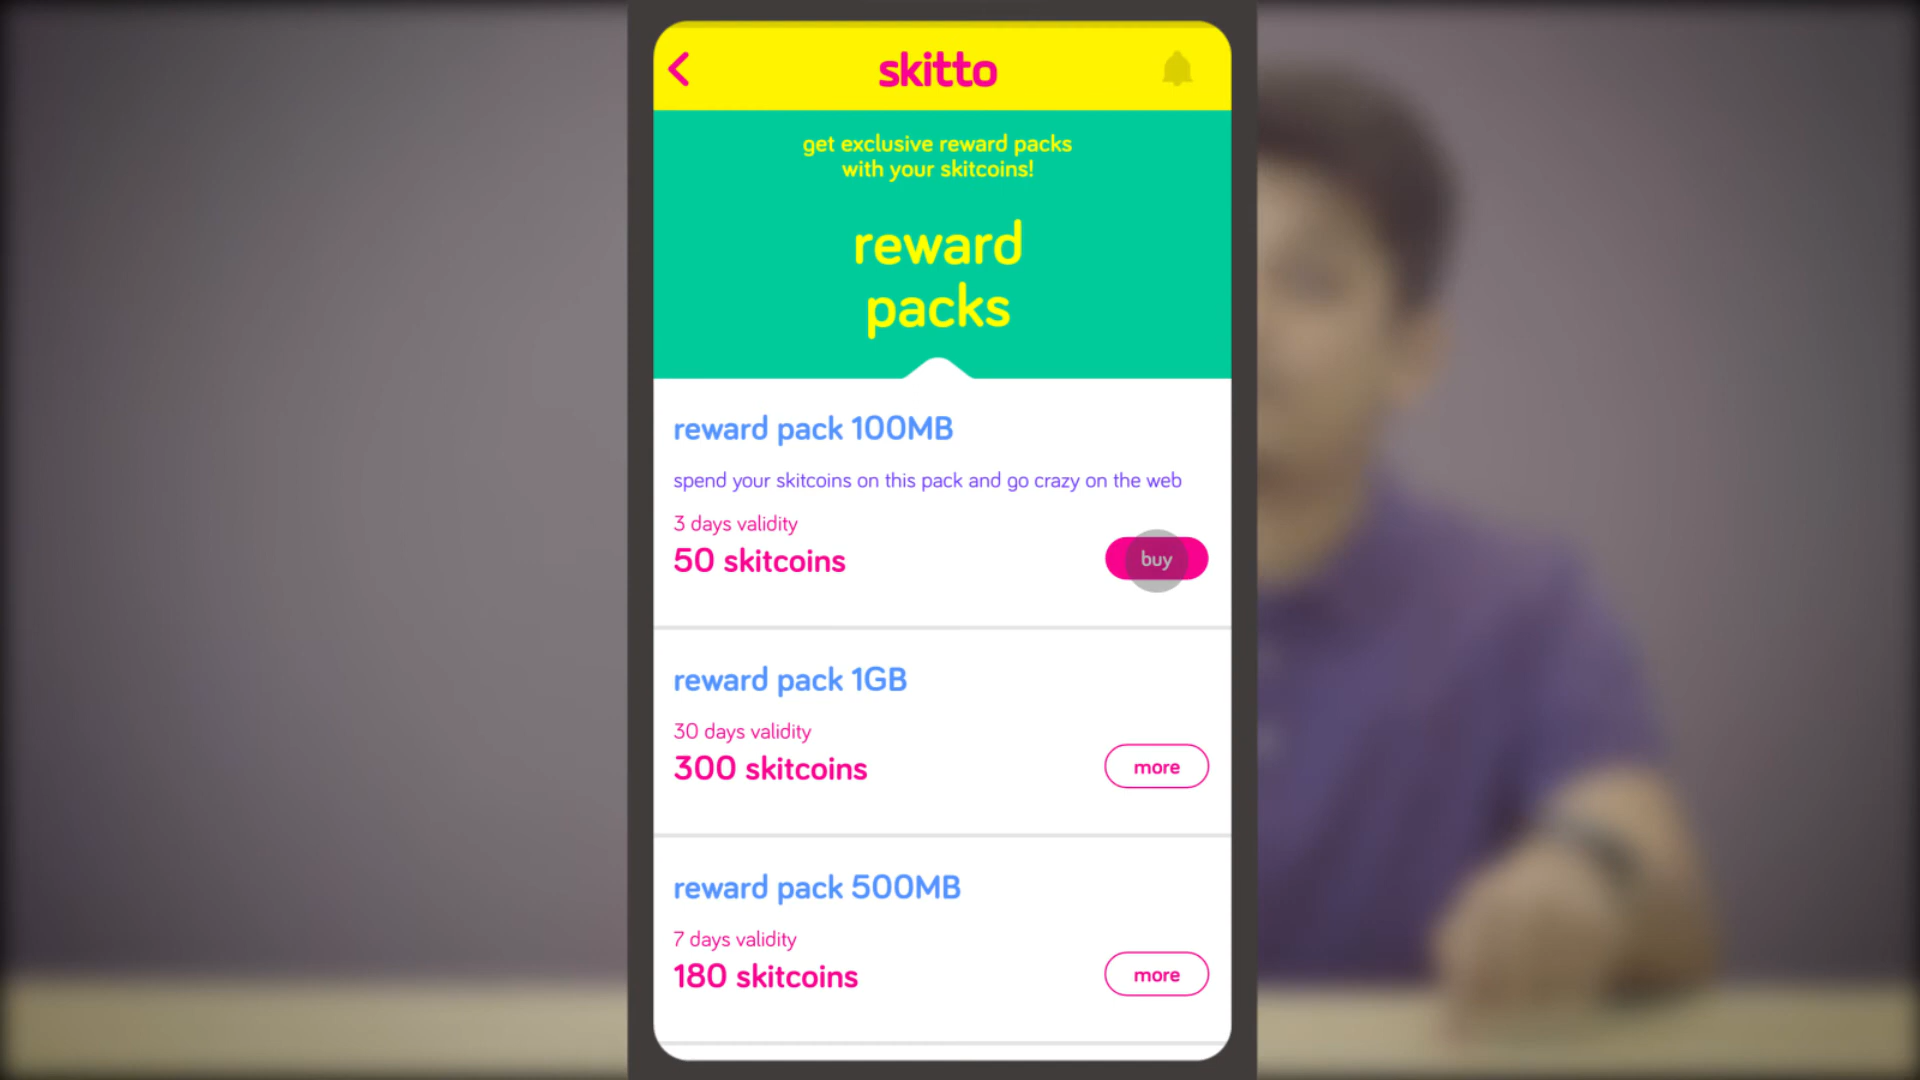 skitto
get exclusive reward packs
with your skitcoins!
reward
packs
reward pack 100MB
spend your skitcoins on this pack and go crazy on the web
3 days validity
50 skitcoins
buy
reward pack 1GB
30 days validity
300 skitcoins
more
reward pack 500MB
7 days validity
180 skitcoins
more